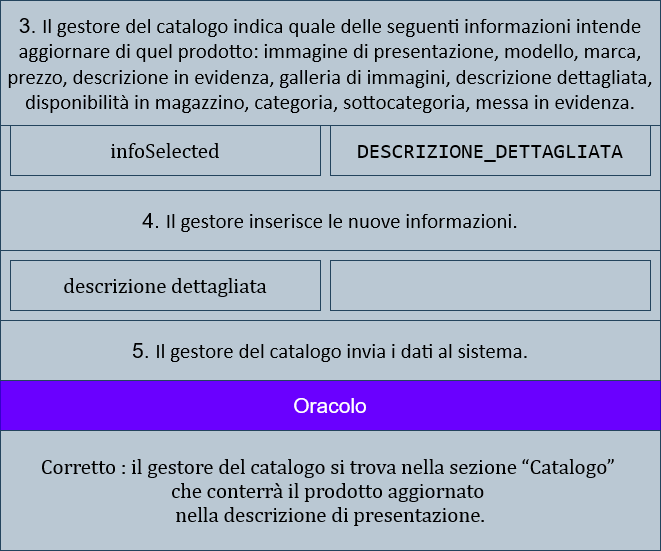 3. Il gestore del catalogo indica quale delle seguenti informazioni intende
aggiornare di quel prodotto: immagine di presentazione, modello, marca,
prezzo, descrizione in evidenza, galleria di immagini, descrizione dettagliata,
disponibilità in magazzino, categoria, sottocategoria, messa in evidenza.
infoSelected
DESCRIZIONE_DETTAGLIATA
4. Il gestore inserisce le nuove informazioni.
descrizione dettagliata
5. Il gestore del catalogo invia i dati al sistema.
Oracolo
Corretto : il gestore del catalogo si trova nella sezione “Catalogo”
che conterrà il prodotto aggiornato
nella descrizione di presentazione.